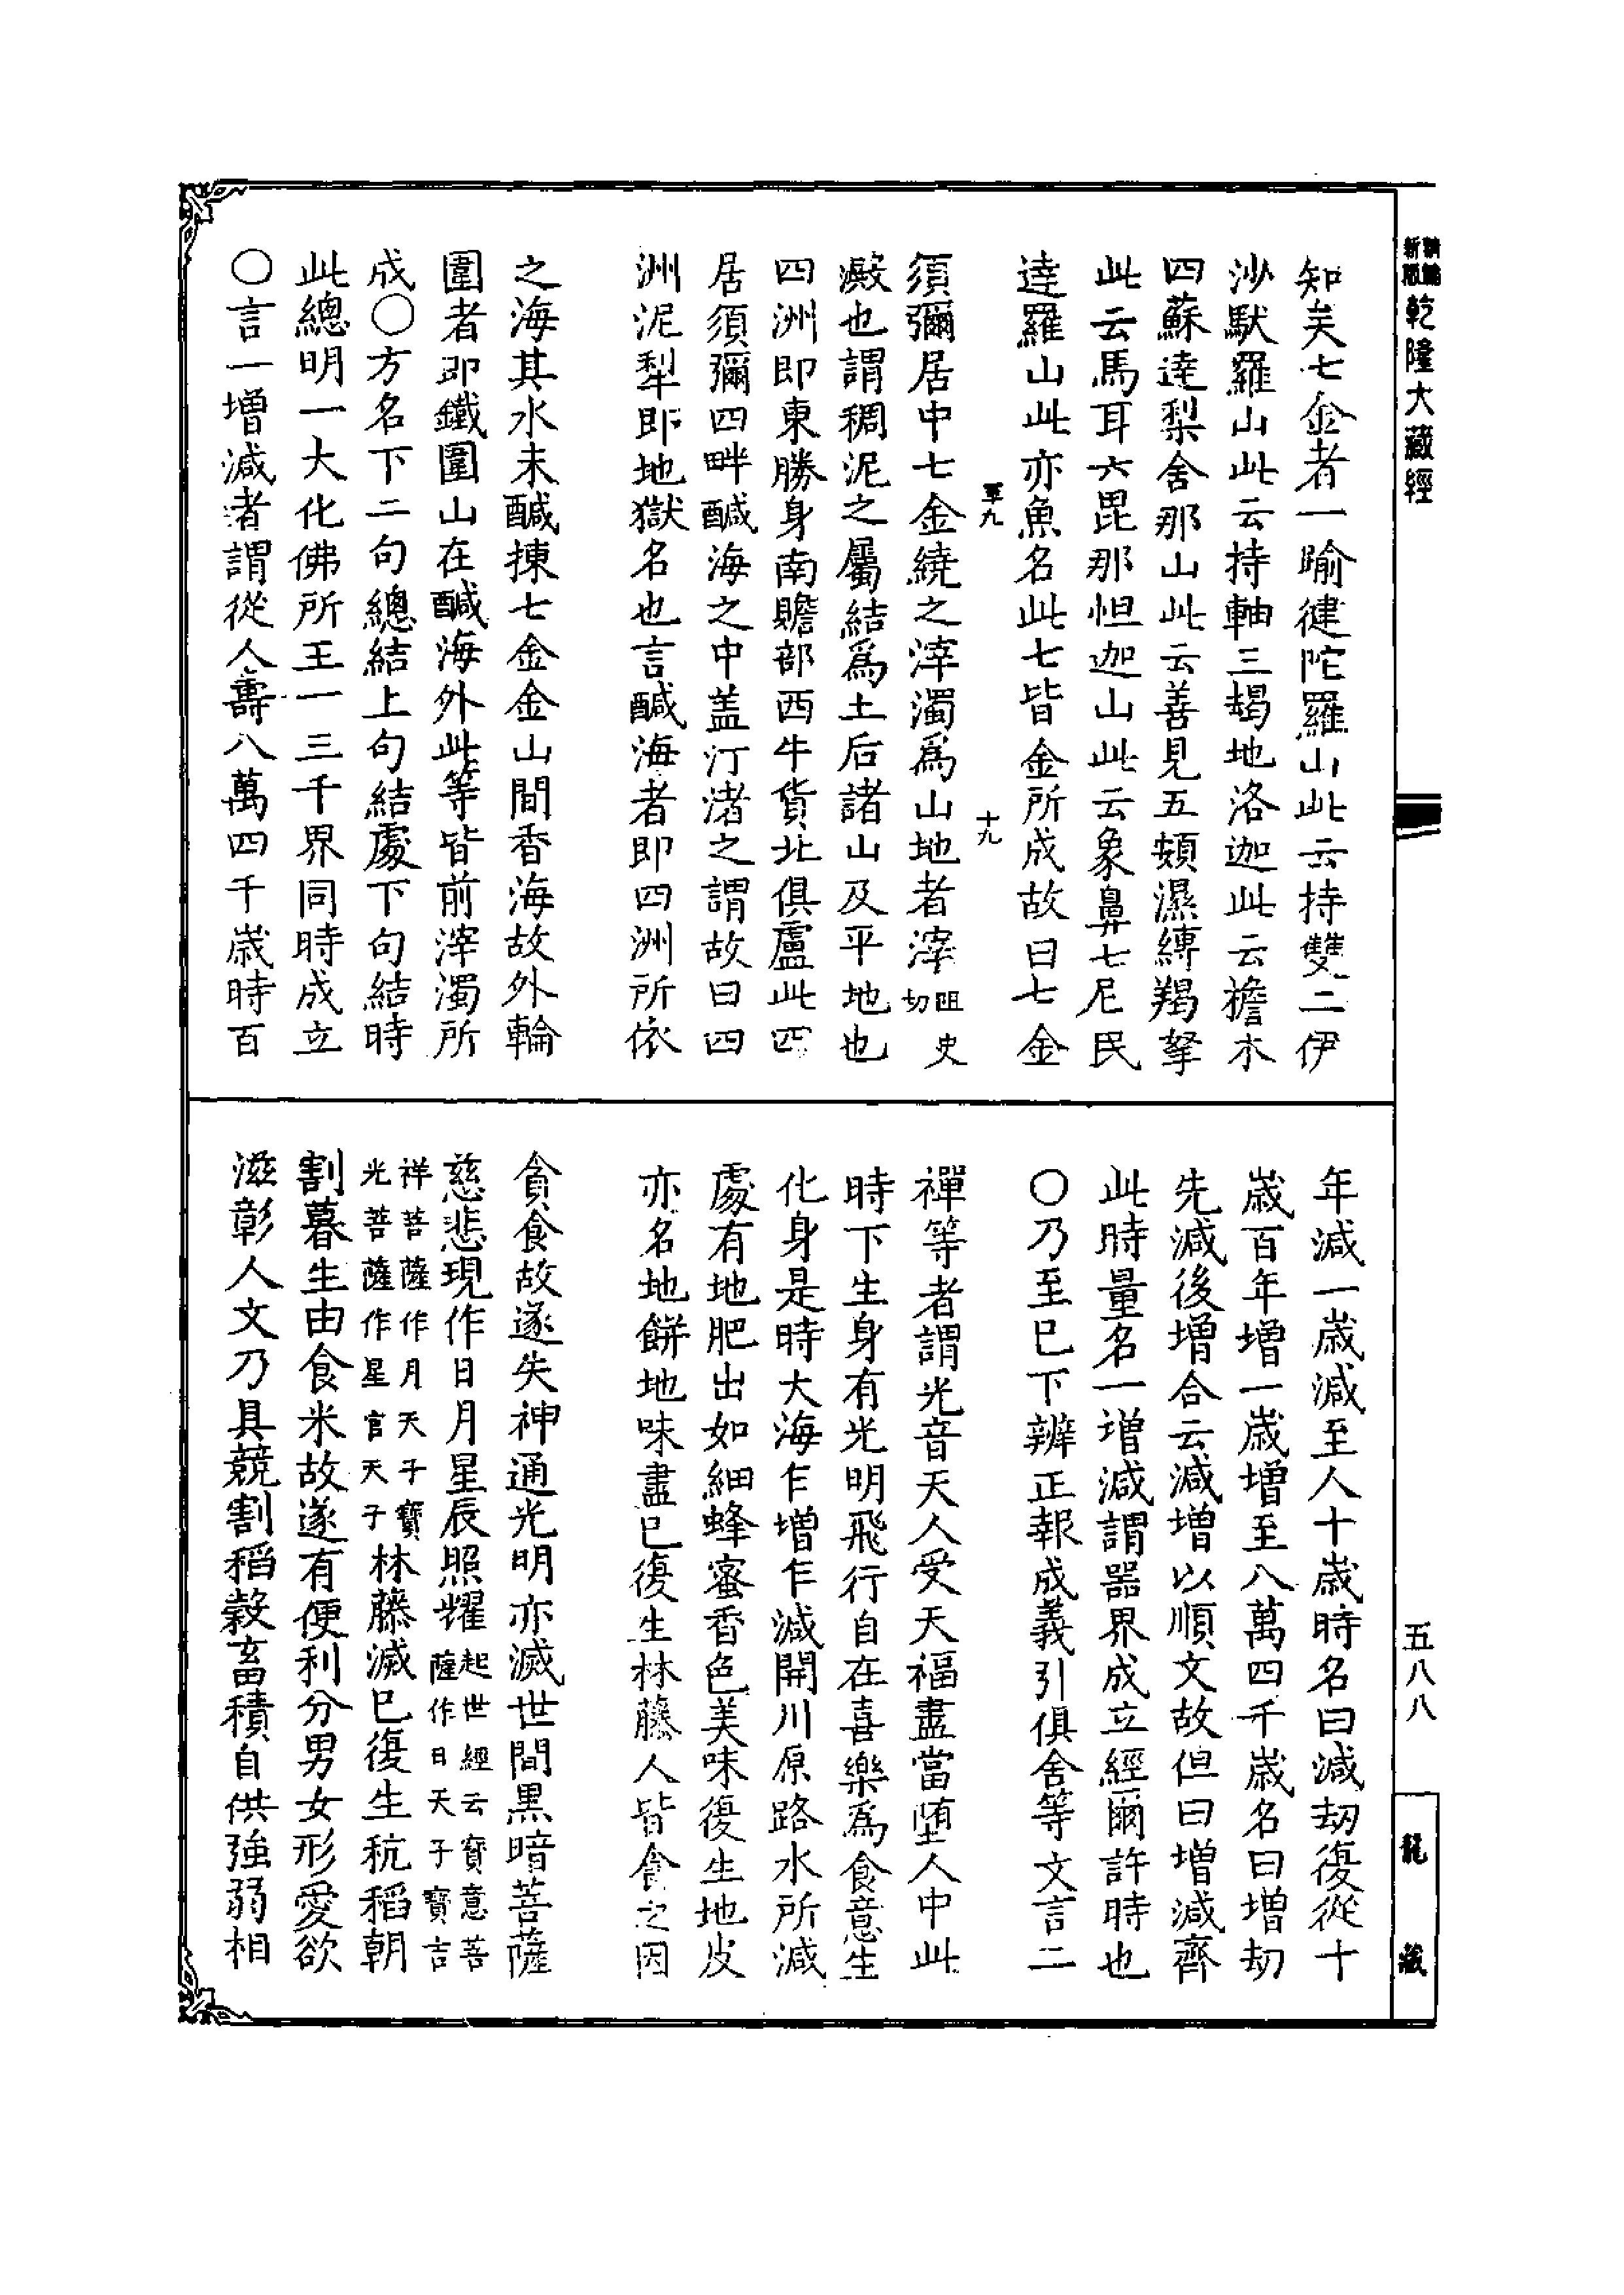 乾隆大藏經
知矣七金者一踰健陀羅山此云持雙二伊
沙馱羅山此云持軸三朅地洛迦此云檐木
四蘇達梨舍那山此云善見五頞濕縛羯拏
此云馬耳六毘那怛迦山此云象鼻七尼民
達羅山此亦魚名此七皆金所成故曰七金
軍九
十九
須彌居中七金繞之滓濁爲山地者滓阻史切
澱也謂稠泥之屬結爲土后諸山及平地也
四洲即東勝身南贍部西牛貨北俱盧此四
居須彌四畔醎海之中盖汀渚之謂故曰四
洲泥犁即地獄名也言醎海者即四洲所依
之海其水未醎揀七金金山間香海故外輪
圍者即鐵圍山在醎海外此等皆前滓濁所
成〇方名下二句總結上句結處下句結時
此總明一大化佛所王一三千界同時成立
〇言一增減者謂從人壽八萬四千歲時百
年減一歲減至人十歲時名曰減劫復從十
歲百年增一歲增至八萬四千歲名曰增劫
先減後增合云減增以順文故但曰增減齊
此時量名一增減謂器界成立經爾許時也
〇乃至已下辨正報成義引俱舍等文言二
禪等者謂光音天人受天福盡當墮人中此
時下生身有光明飛行自在喜樂爲食意生
化身是時大海乍增乍減開川原路水所減
處有地肥出如細蜂蜜香色美味復生地皮
亦名地餅地味盡已復生林藤人皆食之因
貪食故遂失神通光明亦滅世間黑暗菩薩
慈悲現作日月星辰照耀起世經云寶意菩薩作日天子寶吉
祥菩薩作月天子寶光菩薩作星官天子林藤滅已復生秔稻朝
割暮生由食米故遂有便利分男女形愛欲
滋彰人文乃具競割稻穀畜積自供強弱相
五八八
龍藏